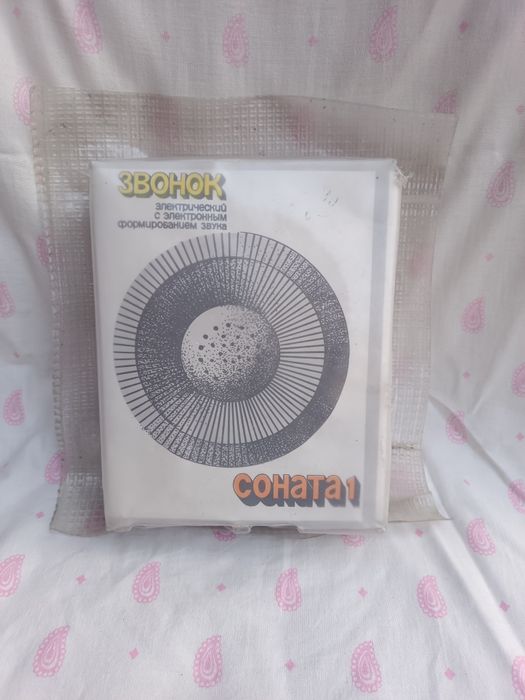 ЗВОНОК
электрический
с электронным
формированием звука
СОНАТА1